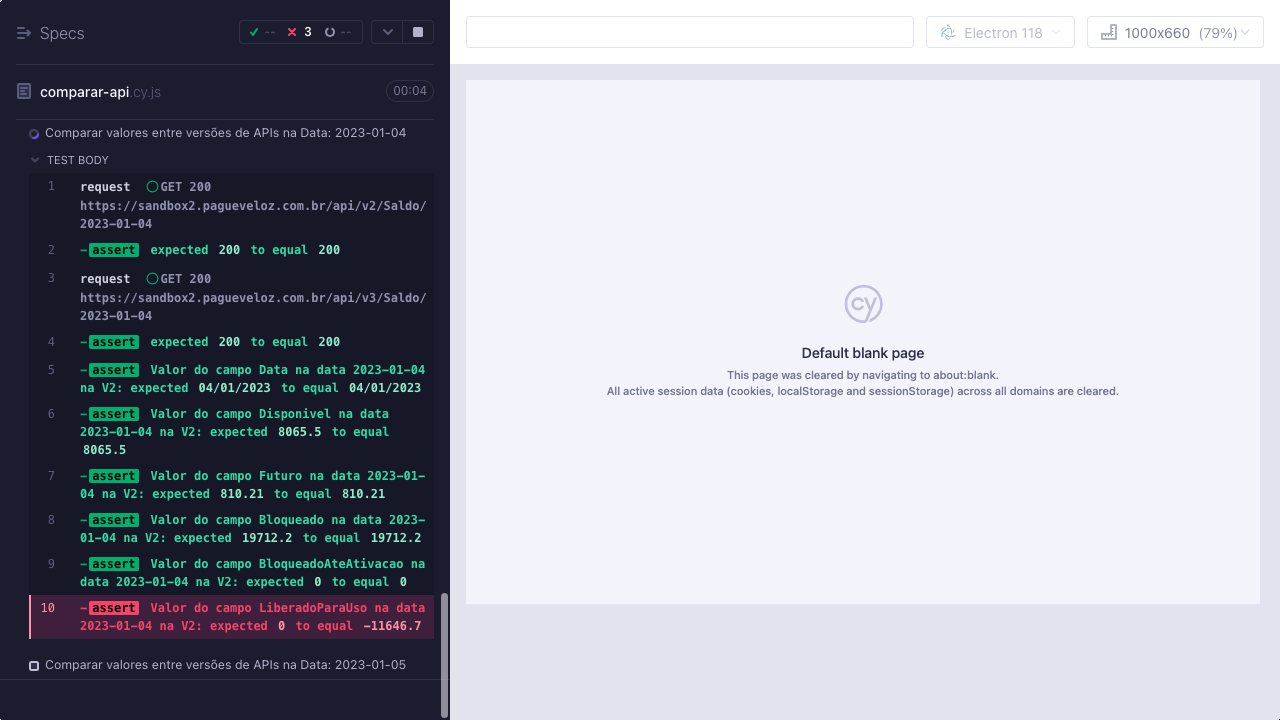 Specs
-- 3 --
Electron 118
1000x660 (79%)
comparar-api.cy.js
00:04
Comparar valores entre versões de APIs na Data: 2023-01-04
TEST BODY
1 request GET 200
https://sandbox2.pagueveloz.com.br/api/v2/Saldo/
2023-01-04
2 -assert expected 200 to equal 200
3 request GET 200
https://sandbox2.pagueveloz.com.br/api/v3/Saldo/
2023-01-04
4 -assert expected 200 to equal 200
5 -assert Valor do campo Data na data 2023-01-04
na V2: expected 04/01/2023 to equal 04/01/2023
6 -assert Valor do campo Disponivel na data
2023-01-04 na V2: expected 8065.5 to equal
8065.5
7 -assert Valor do campo Futuro na data 2023-01-
04 na V2: expected 810.21 to equal 810.21
8 -assert Valor do campo Bloqueado na data 2023-
01-04 na V2: expected 19712.2 to equal 19712.2
9 -assert Valor do campo BloqueadoAteAtivacao na
data 2023-01-04 na V2: expected 0 to equal 0
10 -assert Valor do campo LiberadoParaUso na data
2023-01-04 na V2: expected 0 to equal -11646.7
Comparar valores entre versões de APIs na Data: 2023-01-05
cy
Default blank page
This page was cleared by navigating to about:blank.
All active session data (cookies, localStorage and sessionStorage) across all domains are cleared.